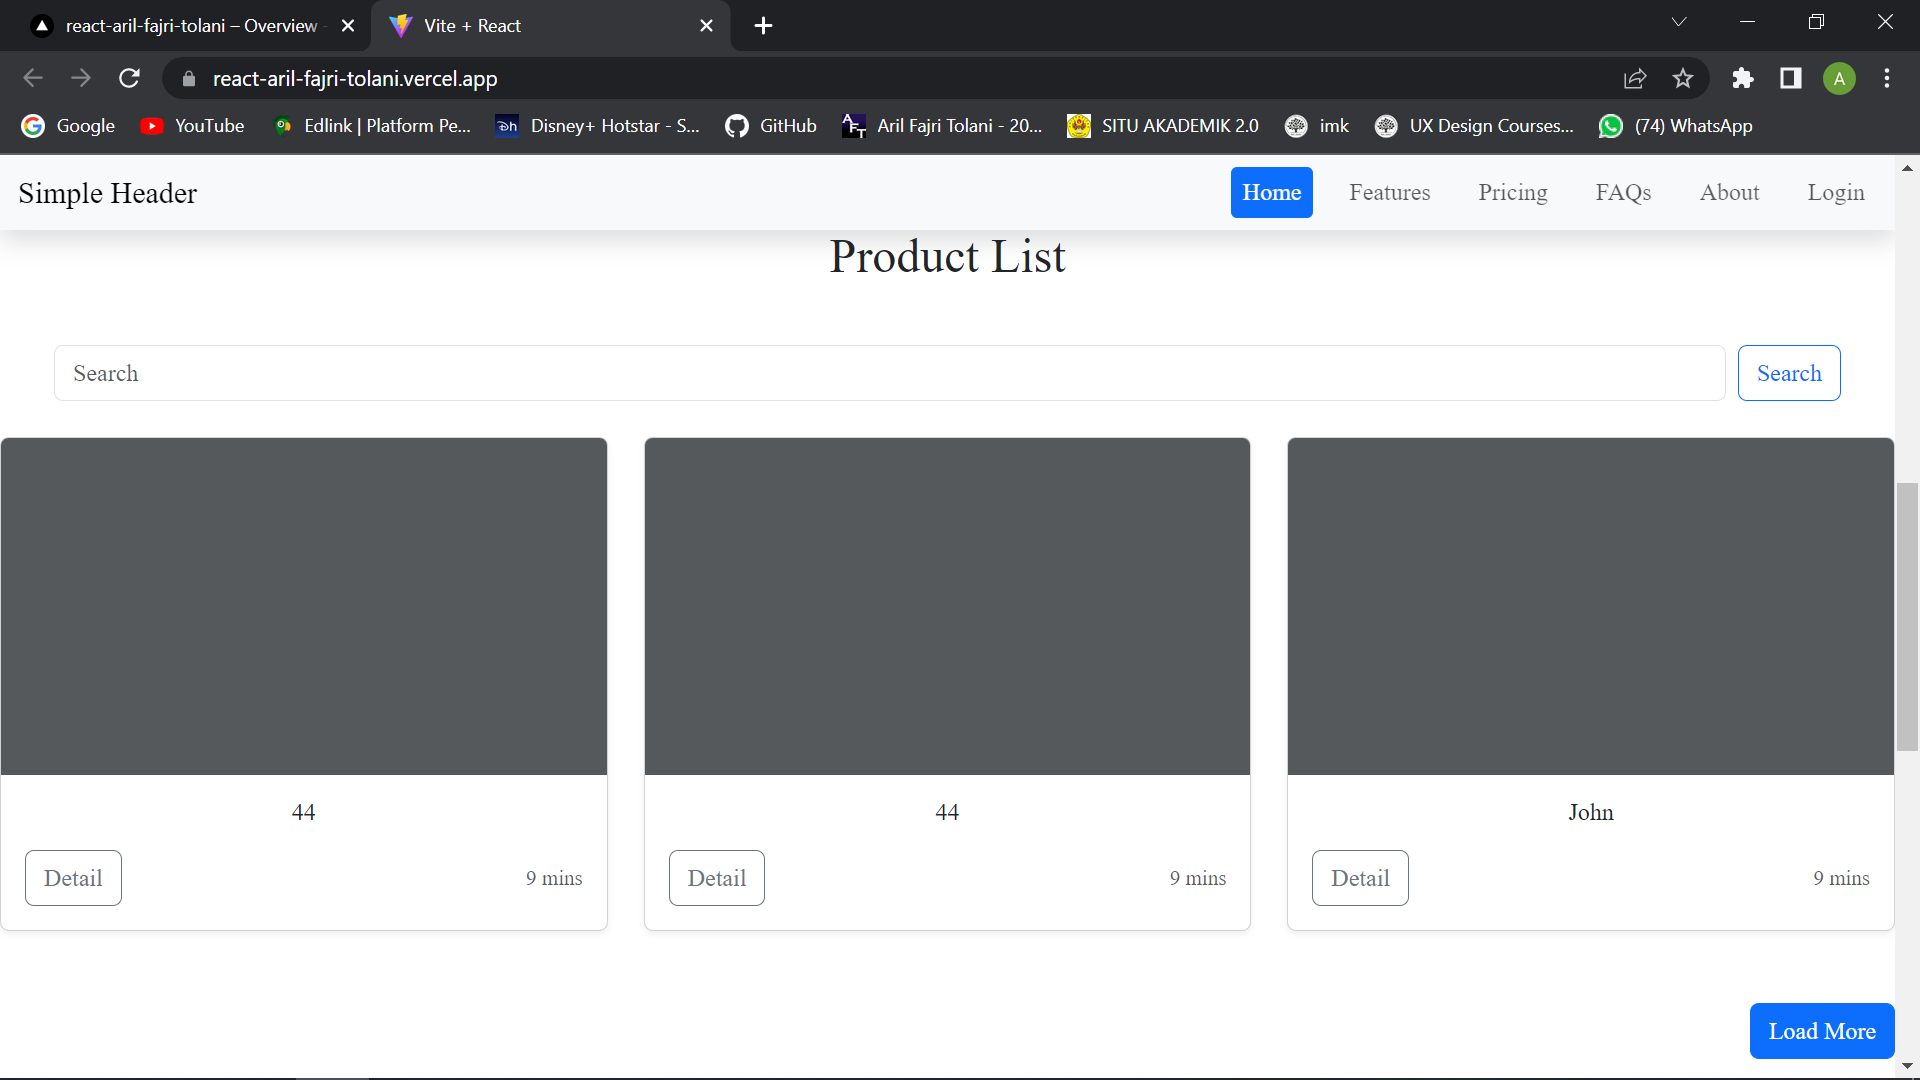 react-aril-fajri-tolani – Overview
Vite + React
react-aril-fajri-tolani.vercel.app
A
Google
YouTube
Edlink | Platform Pe...
Disney+ Hotstar - S...
GitHub
Aril Fajri Tolani - 20...
SITU AKADEMIK 2.0
imk
UX Design Courses...
(74) WhatsApp
Simple Header
Home
Features
Pricing
FAQs
About
Login
Product List
Search
Search
44
44
John
Detail
9 mins
Detail
9 mins
Detail
9 mins
Load More